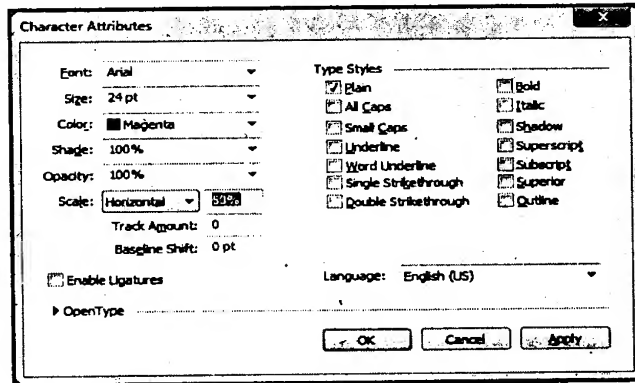 Character Attributes
Font: Arial
Size: 24 pt
Color: Magenta
Shade: 100%
Opacity: 100%
Scale: Horizontal
Track Amount: 0
Baseline Shift: 0 pt
Enable Ligatures
OpenType
Type Styles
Plain
All Caps
Small Caps
Underline
Word Underline
Single Strikethrough
Double Strikethrough
Bold
Italic
Shadow
Superscript
Subscript
Superior
Outline
Language: English (US)
OK Cancel Apply